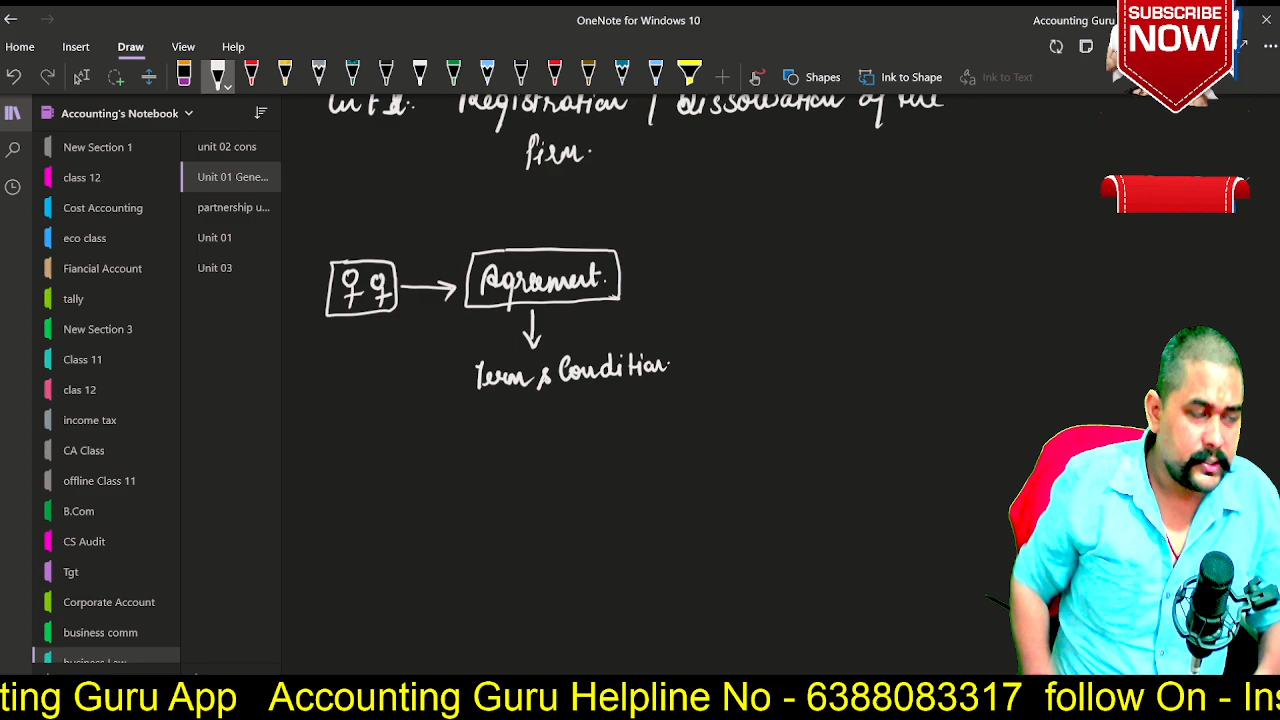 OneNote for Windows 10
Accounting Guru
SUBSCRIBE
NOW
Home Insert Draw View Help
Shapes Ink to Shape Ink to Text
Accounting's Notebook
New Section 1
class 12
Cost Accounting
eco class
Fiancial Account
tally
New Section 3
Class 11
clas 12
income tax
CA Class
offline Class 11
B.Com
CS Audit
Tgt
Corporate Account
business comm
business Law
unit 02 cons
Unit 01 Gene...
partnership u...
Unit 01
Unit 03
Registration / of the
firm.
Agreement.
Term & Condition.
ting Guru App Accounting Guru Helpline No - 6388083317 follow On - Ins